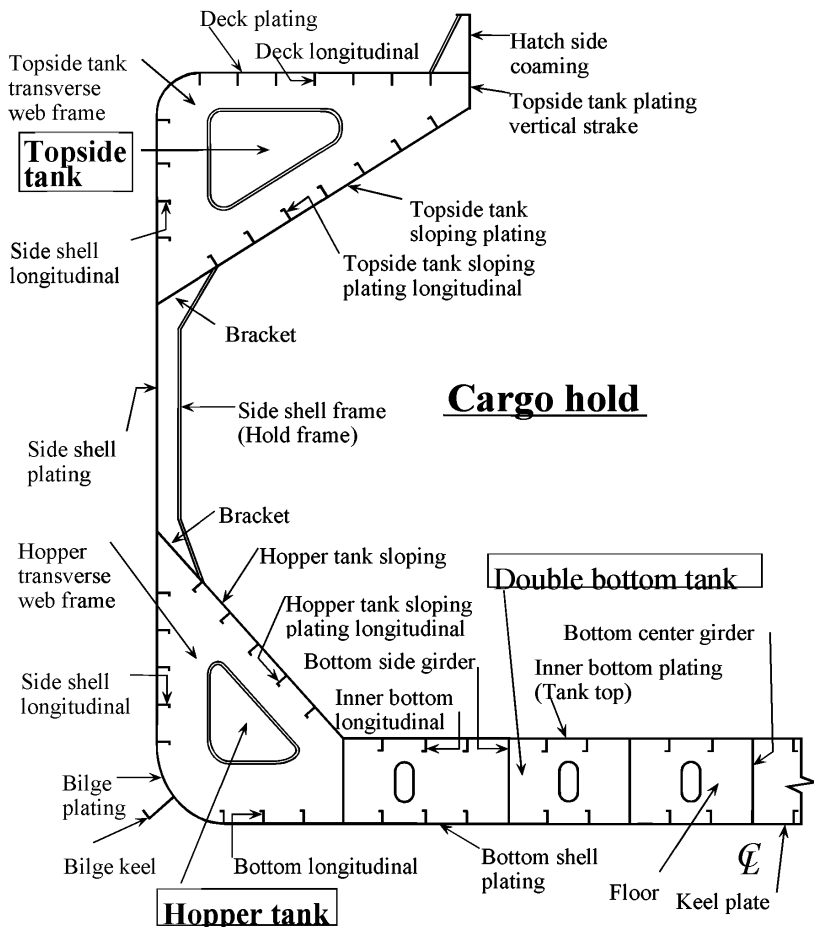 Deck plating
Deck longitudinal
Hatch side
coaming
Topside tank
transverse
web frame
Topside tank plating
vertical strake
Topside
tank
Topside tank
sloping plating
Side shell
longitudinal
Topside tank sloping
plating longitudinal
Bracket
Cargo hold
Side shell frame
(Hold frame)
Side shell
plating
Bracket
Hopper
transverse
web frame
Hopper tank sloping
Double bottom tank
Hopper tank sloping
plating longitudinal
Bottom center girder
Bottom side girder
Inner bottom plating
(Tank top)
Side shell
longitudinal
Inner bottom
longitudinal
Bilge
plating
Bilge keel
Bottom longitudinal
Bottom shell
plating
Floor
℄
Keel plate
Hopper tank